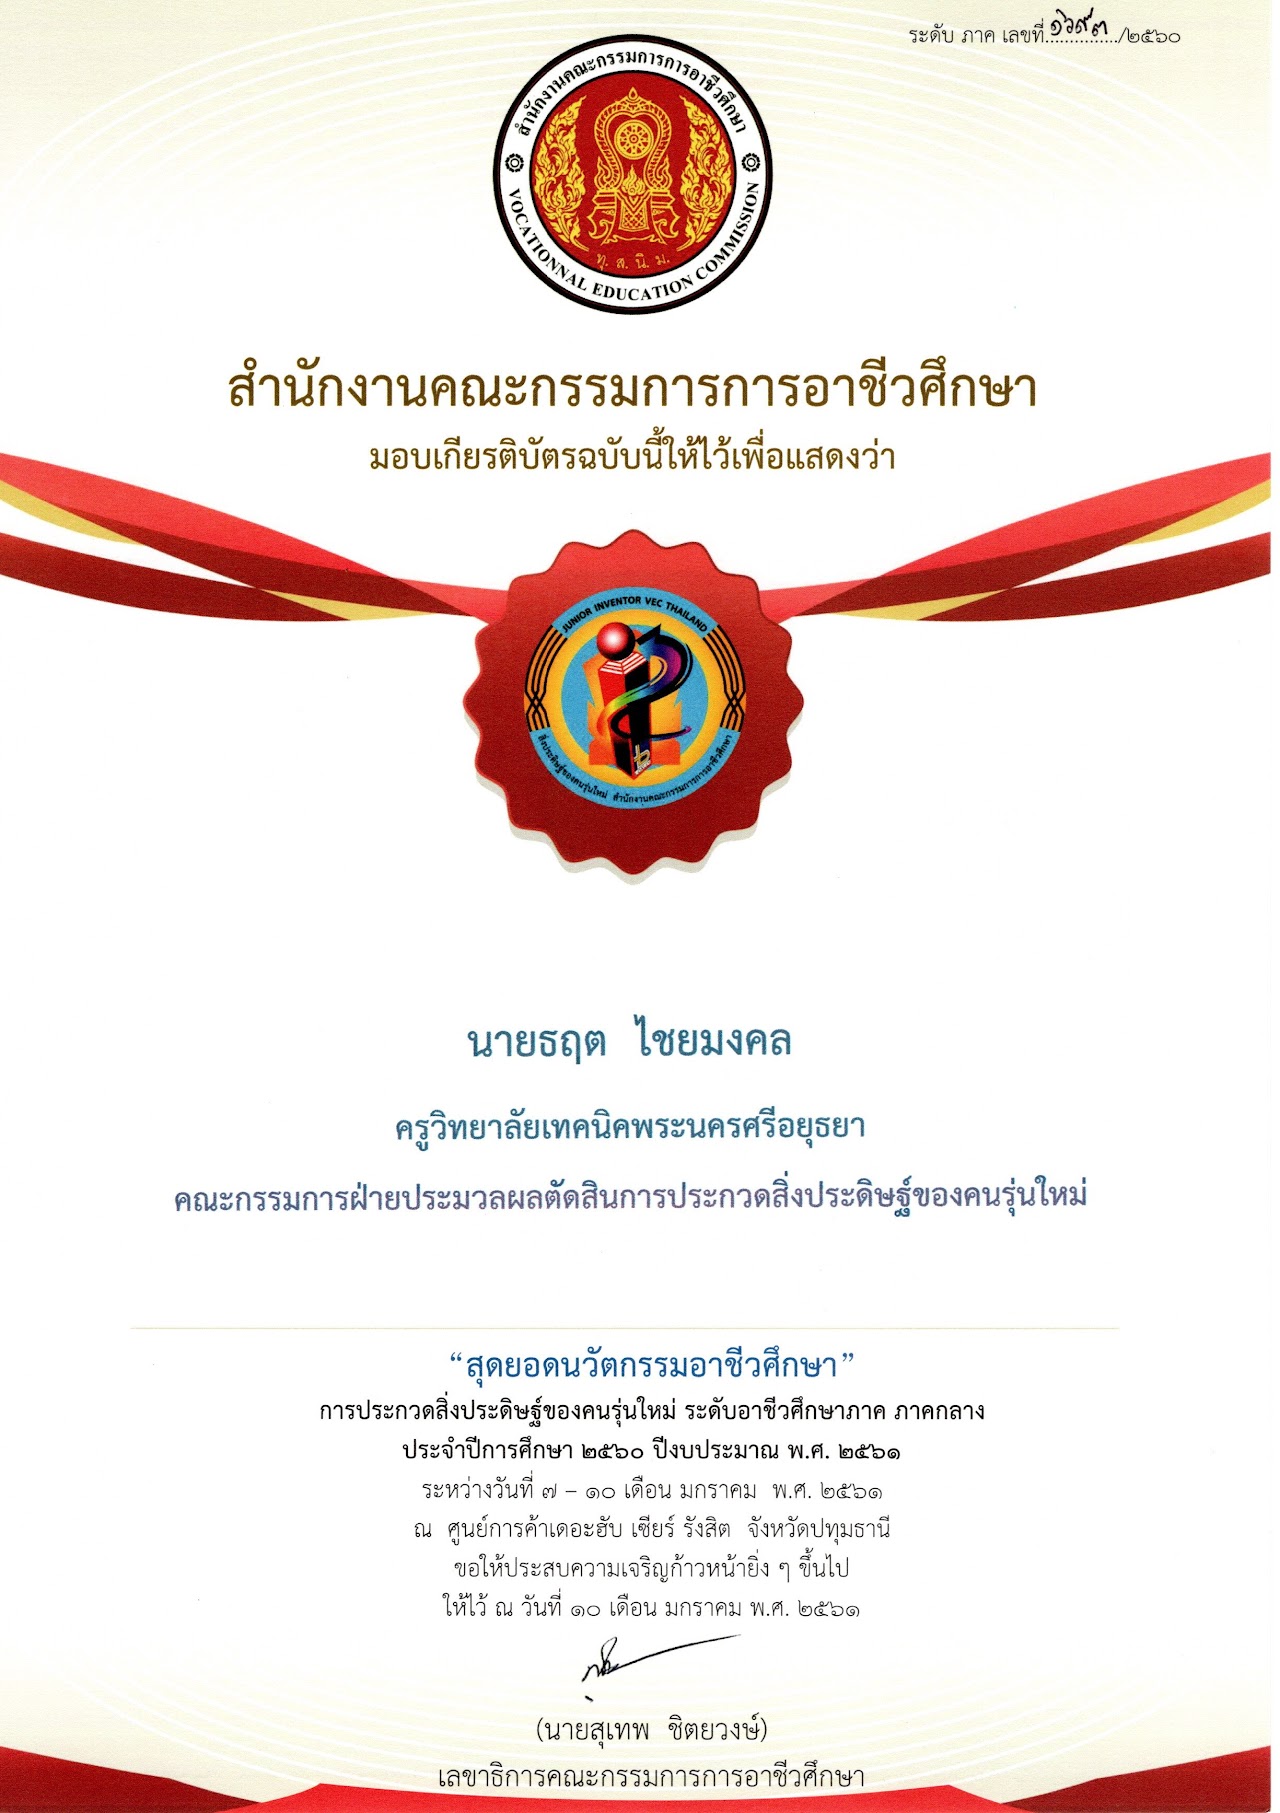 ระดับ ภาค เลขที่..๑๖๙๓../๒๕๖๐
สำนักงานคณะกรรมการการอาชีวศึกษา
ทุ. ส. นิ. ม.
VOCATIONNAL EDUCATION COMMISSION
สำนักงานคณะกรรมการการอาชีวศึกษา
มอบเกียรติบัตรฉบับนี้ให้ไว้เพื่อแสดงว่า
JUNIOR INVENTOR VEC THAILAND
สิ่งประดิษฐ์ของคนรุ่นใหม่ สำนักงานคณะกรรมการการอาชีวศึกษา
นายธฤต ไชยมงคล
ครูวิทยาลัยเทคนิคพระนครศรีอยุธยา
คณะกรรมการฝ่ายประมวลผลตัดสินการประกวดสิ่งประดิษฐ์ของคนรุ่นใหม่
“สุดยอดนวัตกรรมอาชีวศึกษา”
การประกวดสิ่งประดิษฐ์ของคนรุ่นใหม่ ระดับอาชีวศึกษาภาค ภาคกลาง
ประจำปีการศึกษา ๒๕๖๐ ปีงบประมาณ พ.ศ. ๒๕๖๑
ระหว่างวันที่ ๗ – ๑๐ เดือน มกราคม พ.ศ. ๒๕๖๑
ณ ศูนย์การค้าเดอะฮับ เซียร์ รังสิต จังหวัดปทุมธานี
ขอให้ประสบความเจริญก้าวหน้ายิ่ง ๆ ขึ้นไป
ให้ไว้ ณ วันที่ ๑๐ เดือน มกราคม พ.ศ. ๒๕๖๑
(นายสุเทพ ชิตยวงษ์)
เลขาธิการคณะกรรมการการอาชีวศึกษา